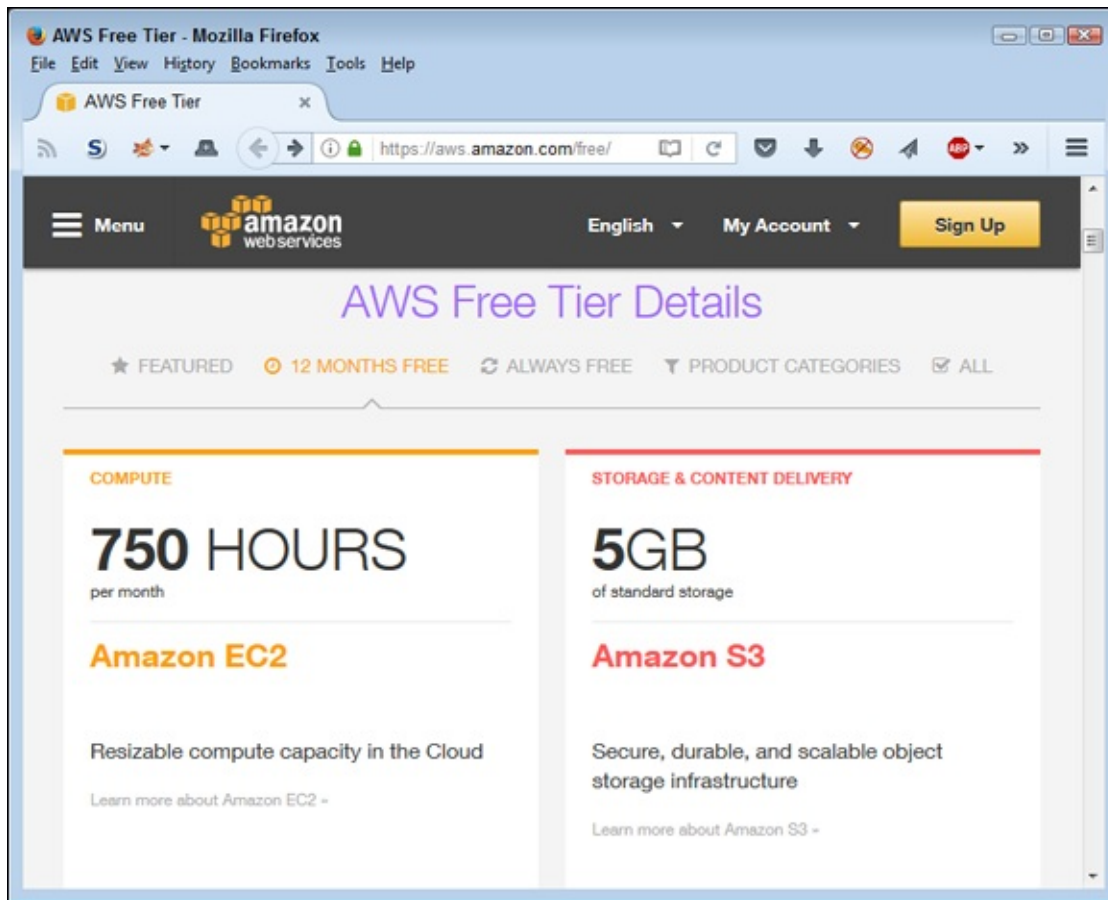 AWS Free Tier - Mozilla Firefox
File Edit View History Bookmarks Tools Help
AWS Free Tier
S) ABP https://aws.amazon.com/free/
Menu amazon web services English My Account Sign Up
AWS Free Tier Details
FEATURED 12 MONTHS FREE ALWAYS FREE PRODUCT CATEGORIES ALL
COMPUTE
750 HOURS
per month
Amazon EC2
Resizable compute capacity in the Cloud
Learn more about Amazon EC2 »
STORAGE & CONTENT DELIVERY
5GB
of standard storage
Amazon S3
Secure, durable, and scalable object
storage infrastructure
Learn more about Amazon S3 »